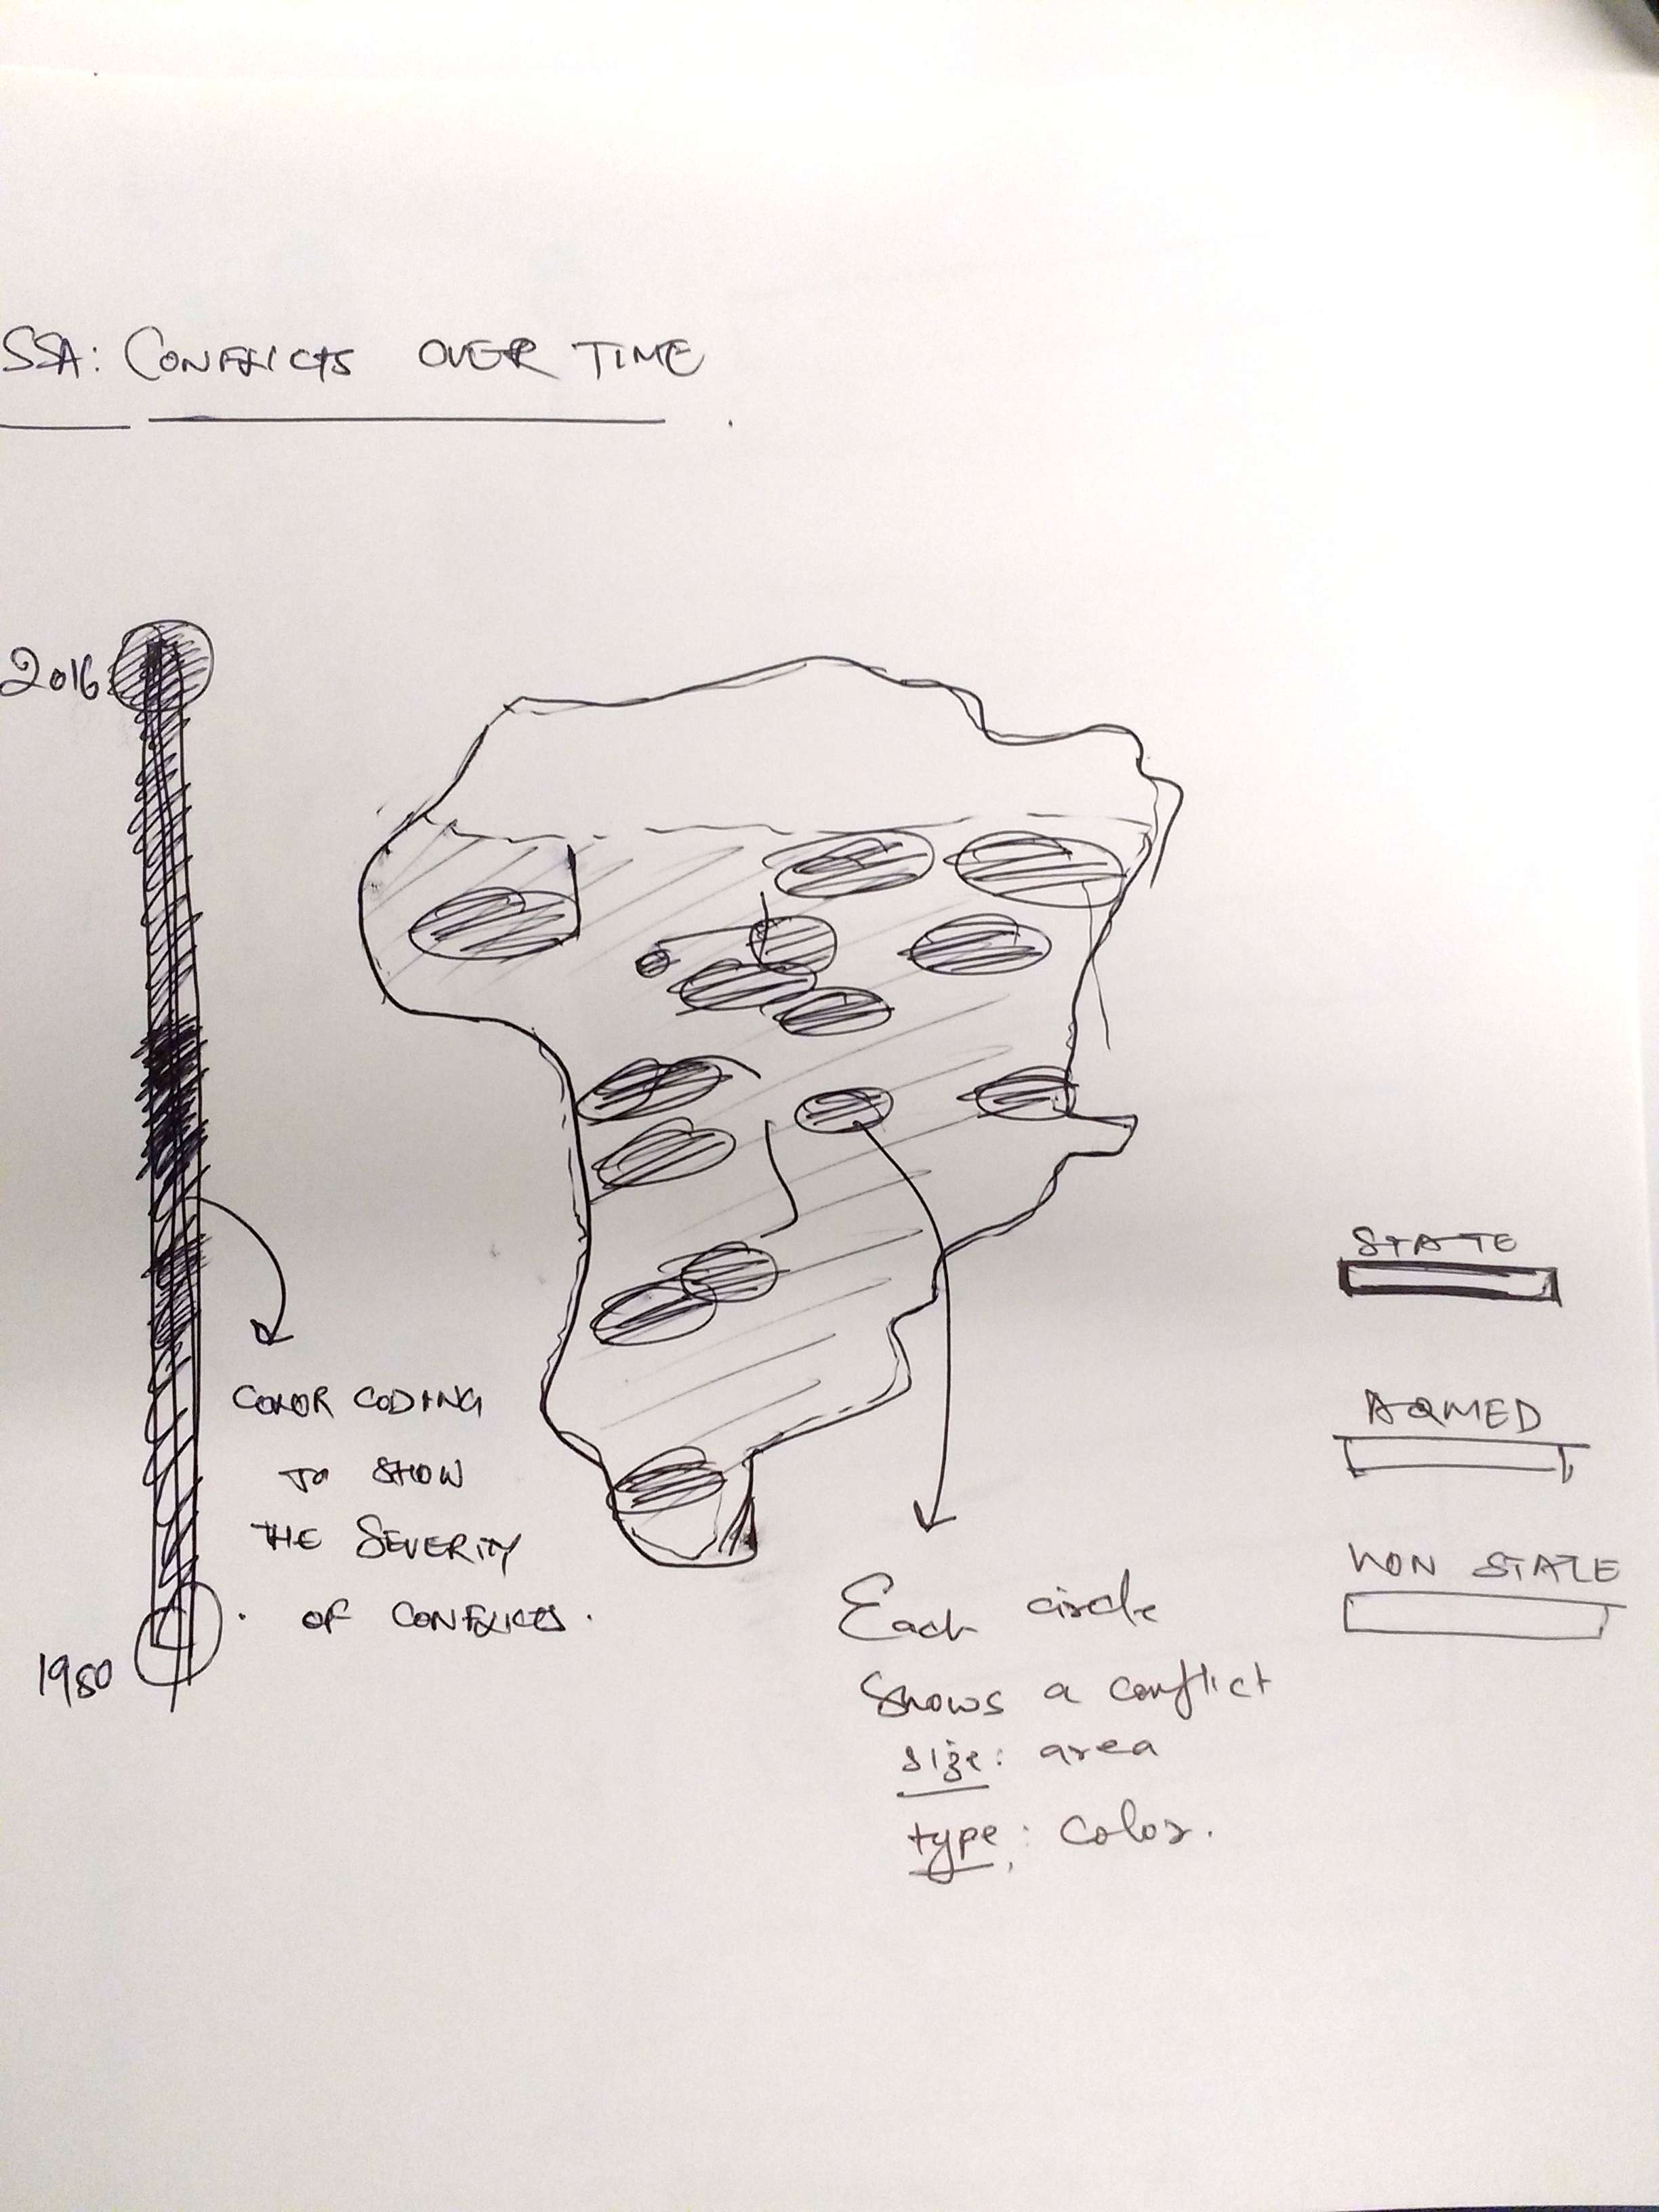 SSA: CONFLICTS OVER TIME
2016
COLOR CODING
TO SHOW
THE SEVERITY
OF CONFLICTS.
1980
Each circle
Shows a conflict
size: area
type: Color.
STATE
ARMED
NON STATE